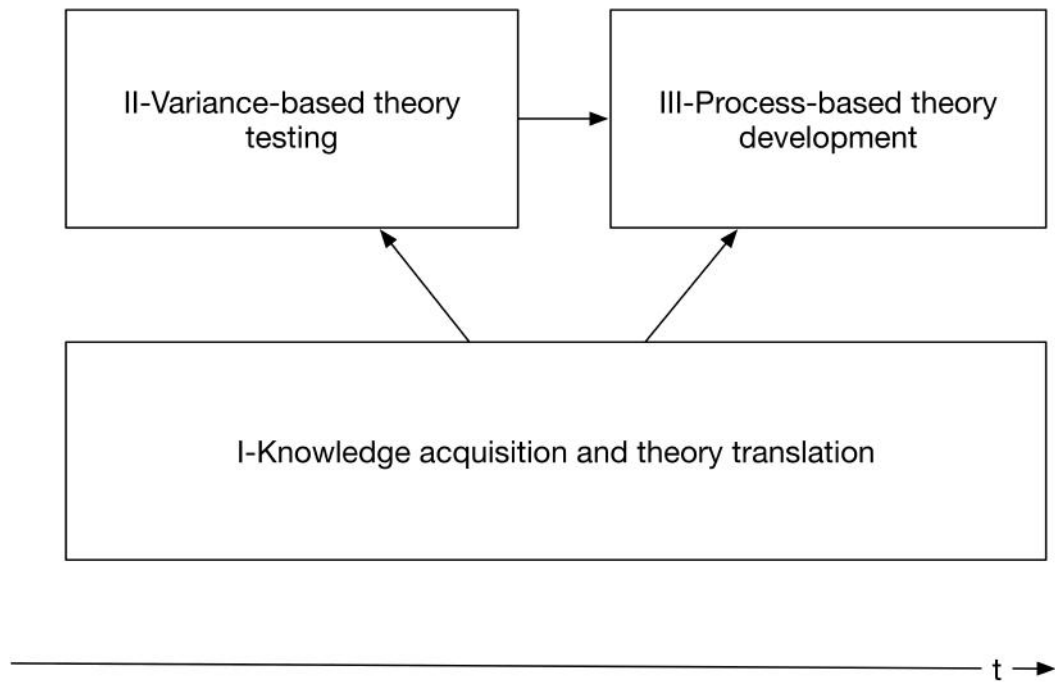 II-Variance-based theory
testing
III-Process-based theory
development
I-Knowledge acquisition and theory translation
t